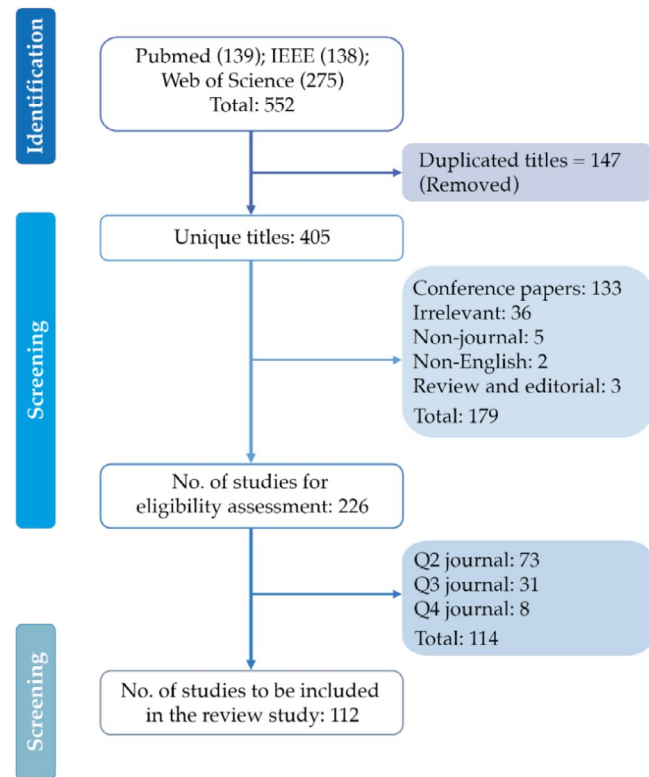 Identification
Pubmed (139); IEEE (138);
Web of Science (275)
Total: 552
Duplicated titles = 147
(Removed)
Screening
Unique titles: 405
Conference papers: 133
Irrelevant: 36
Non-journal: 5
Non-English: 2
Review and editorial: 3
Total: 179
No. of studies for
eligibility assessment: 226
Q2 journal: 73
Q3 journal: 31
Q4 journal: 8
Total: 114
Screening
No. of studies to be included
in the review study: 112